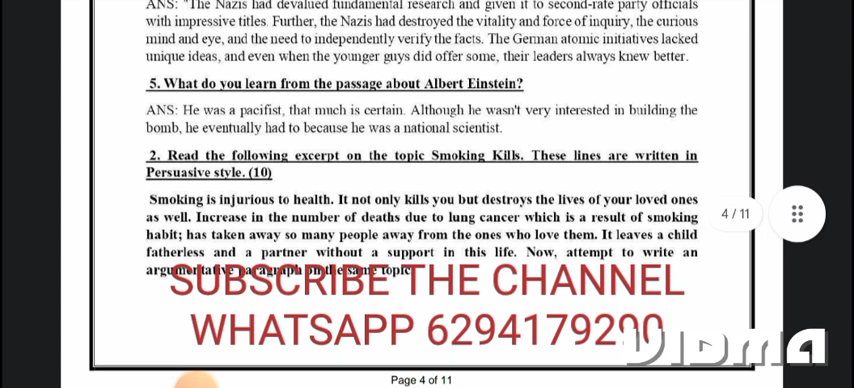 ANS: "The Nazis had devalued fundamental research and given it to second-rate party officials
with impressive titles. Further, the Nazis had destroyed the vitality and force of inquiry, the curious
mind and eye, and the need to independently verify the facts. The German atomic initiatives lacked
unique ideas, and even when the younger guys did offer some, their leaders always knew better.
5. What do you learn from the passage about Albert Einstein?
ANS: He was a pacifist, that much is certain. Although he wasn't very interested in building the
bomb, he eventually had to because he was a national scientist.
2. Read the following excerpt on the topic Smoking Kills. These lines are written in
Persuasive style. (10)
Smoking is injurious to health. It not only kills you but destroys the lives of your loved ones
as well. Increase in the number of deaths due to lung cancer which is a result of smoking
habit; has taken away so many people away from the ones who love them. It leaves a child
fatherless and a partner without a support in this life. Now, attempt to write an
argumentative paragraph on the same topic.
SUBSCRIBE THE CHANNEL
WHATSAPP 6294179290
VIDMA
4 / 11
Page 4 of 11